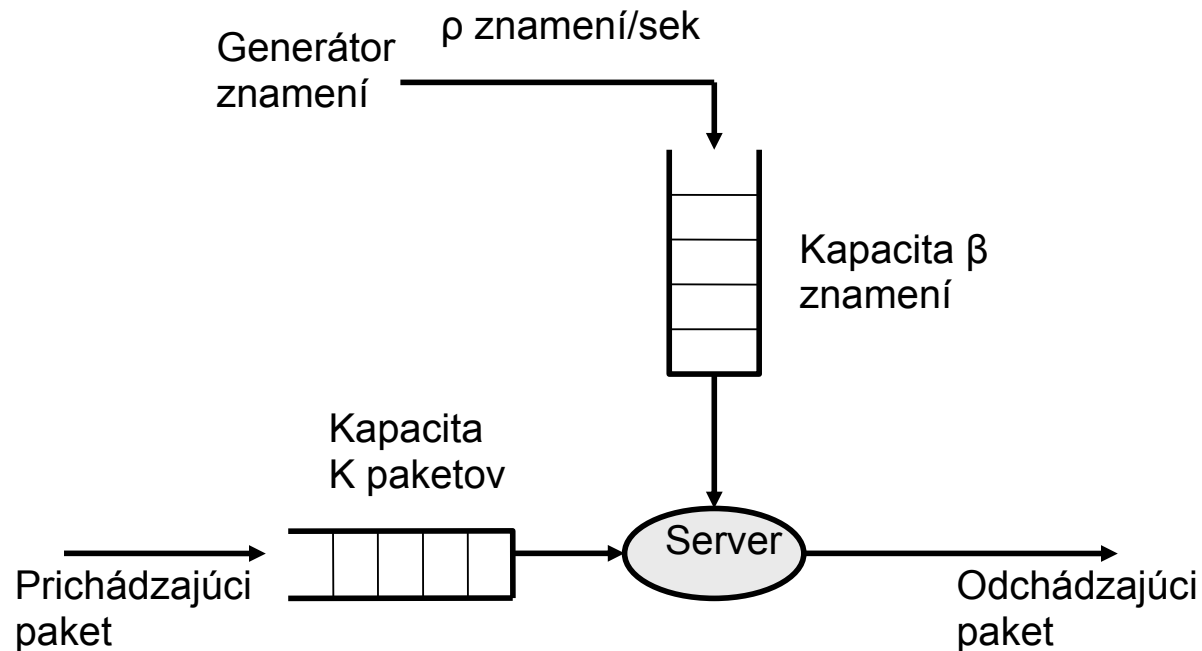 ρ znamení/sek
Generátor
znamení
Kapacita β
znamení
Kapacita
K paketov
Server
Prichádzajúci
paket
Odchádzajúci
paket